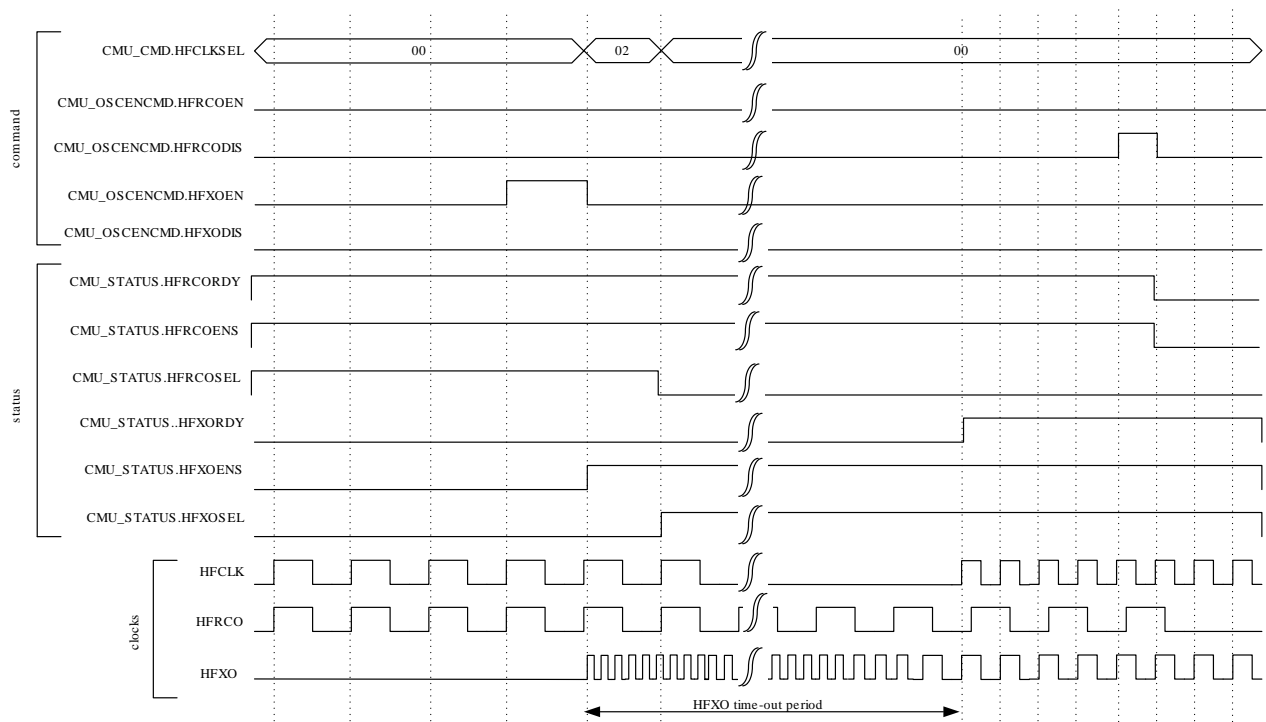 command
CMU_CMD.HFCLKSEL
00
02
00
CMU_OSCENCMD.HFRCOEN
CMU_OSCENCMD.HFRCODIS
CMU_OSCENCMD.HFXOEN
CMU_OSCENCMD.HFXODIS
status
CMU_STATUS.HFRCORDY
CMU_STATUS.HFRCOENS
CMU_STATUS.HFRCOSEL
CMU_STATUS..HFXORDY
CMU_STATUS.HFXOENS
CMU_STATUS.HFXOSEL
clocks
HFCLK
HFRCO
HFXO
HFXO time-out period